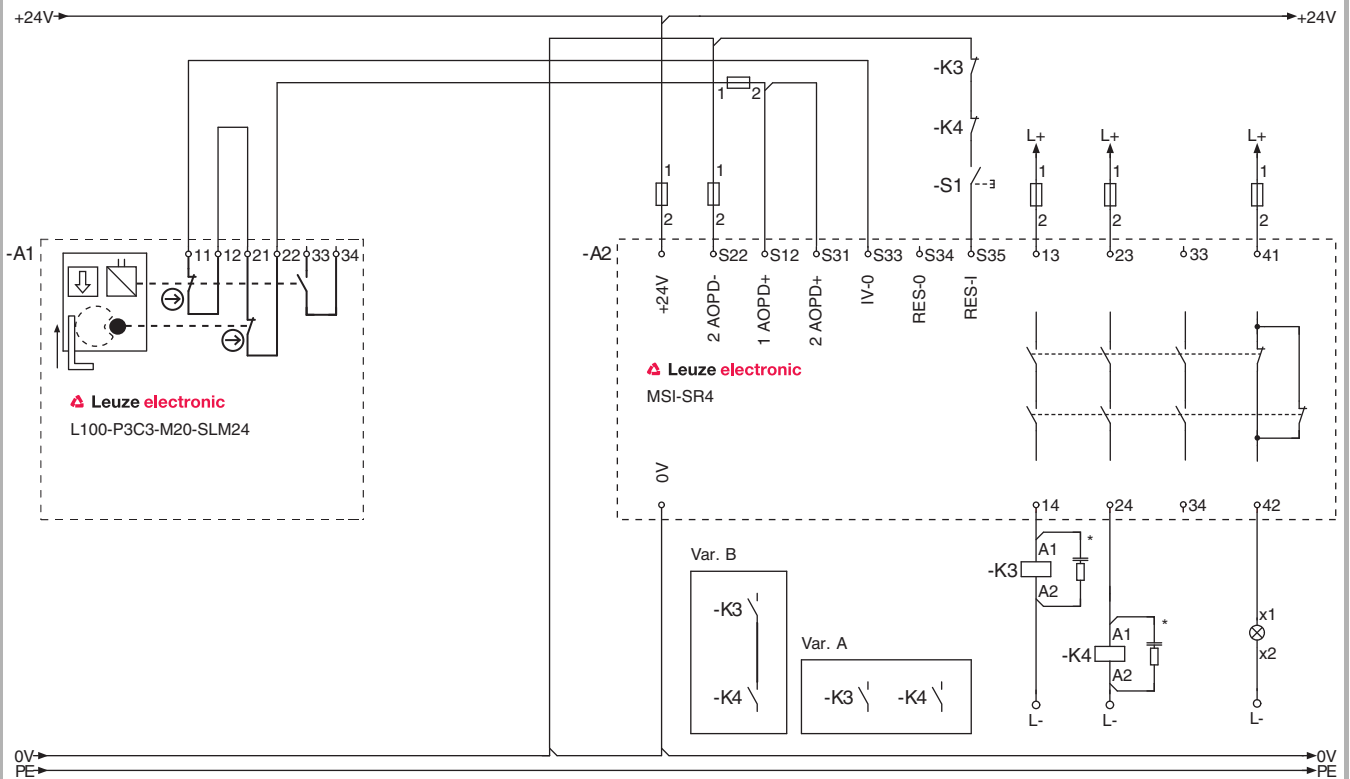 +24V
+24V
-K3
1 2
-K4
L+ L+ L+
-S1
1 1 1 1 1
2 2 2 2 2
-A1
11 12 21 22 33 34
-A2
S22 S12 S31 S33 S34 S35 13 23 33 41
+24V
2 AOPD-
1 AOPD+
2 AOPD+
IV-0
RES-0
RES-I
Leuze electronic
L100-P3C3-M20-SLM24
Leuze electronic
MSI-SR4
0V
14 24 34 42
Var. B
-K3
-K4
Var. A
-K3 -K4
-K3
A1
A2
*
-K4
A1
A2
*
x1
x2
L- L- L-
0V
0V
PE
PE